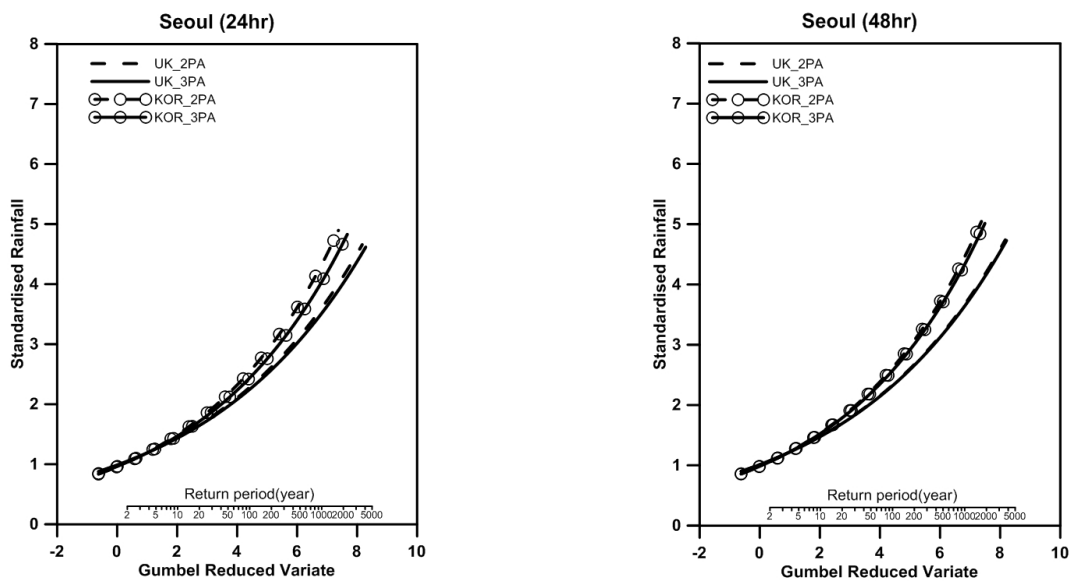 Seoul (24hr)
8
7
6
5
4
3
2
1
0
Standardised Rainfall
UK_2PA
UK_3PA
KOR_2PA
KOR_3PA
Return period(year)
2 5 10 20 50 100 200 500 1000 2000 5000
-2 0 2 4 6 8 10
Gumbel Reduced Variate
Seoul (48hr)
8
7
6
5
4
3
2
1
0
Standardised Rainfall
UK_2PA
UK_3PA
KOR_2PA
KOR_3PA
Return period(year)
2 5 10 20 50 100 200 500 1000 2000 5000
-2 0 2 4 6 8 10
Gumbel Reduced Variate